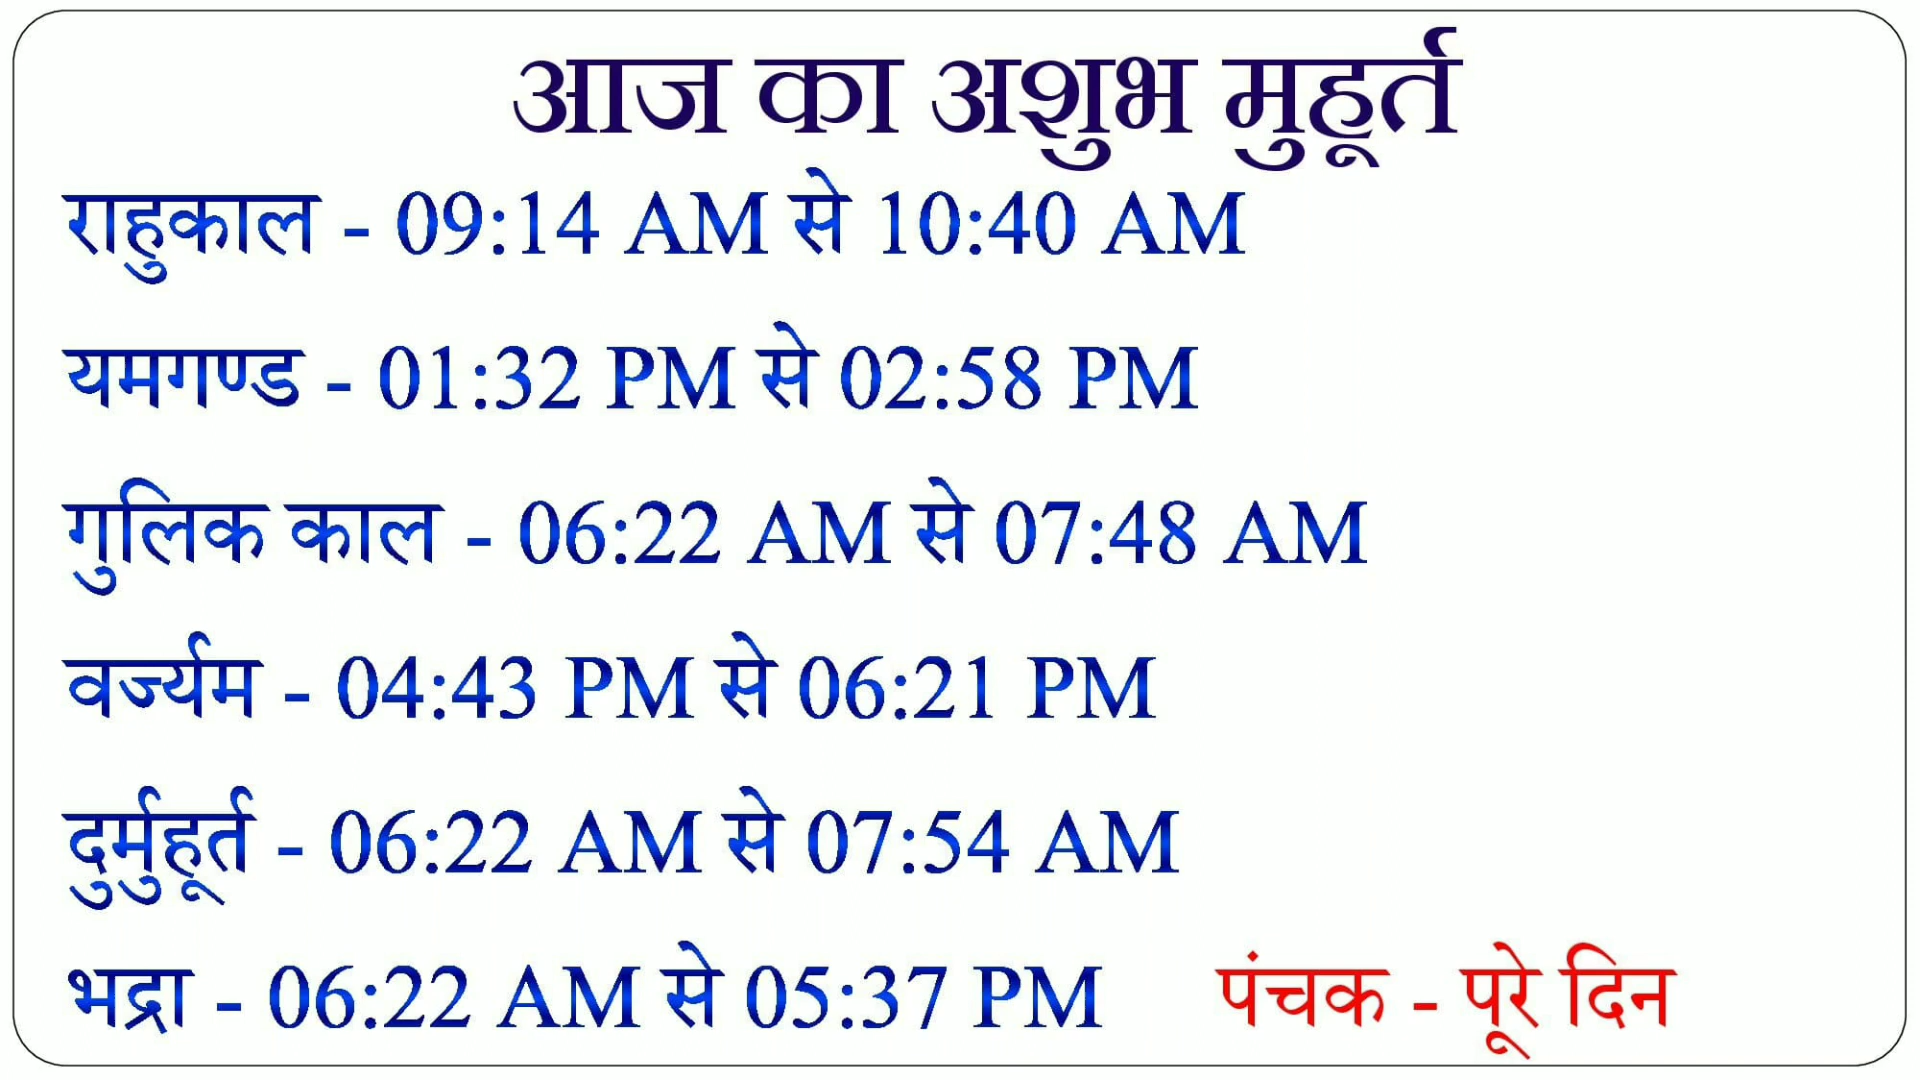 आज का अशुभ मुहूर्त
राहुकाल - 09:14 AM से 10:40 AM
यमगण्ड - 01:32 PM से 02:58 PM
गुलिक काल - 06:22 AM से 07:48 AM
वर्ज्यम - 04:43 PM से 06:21 PM
दुर्मुहूर्त - 06:22 AM से 07:54 AM
भद्रा - 06:22 AM से 05:37 PM पंचक - पूरे दिन